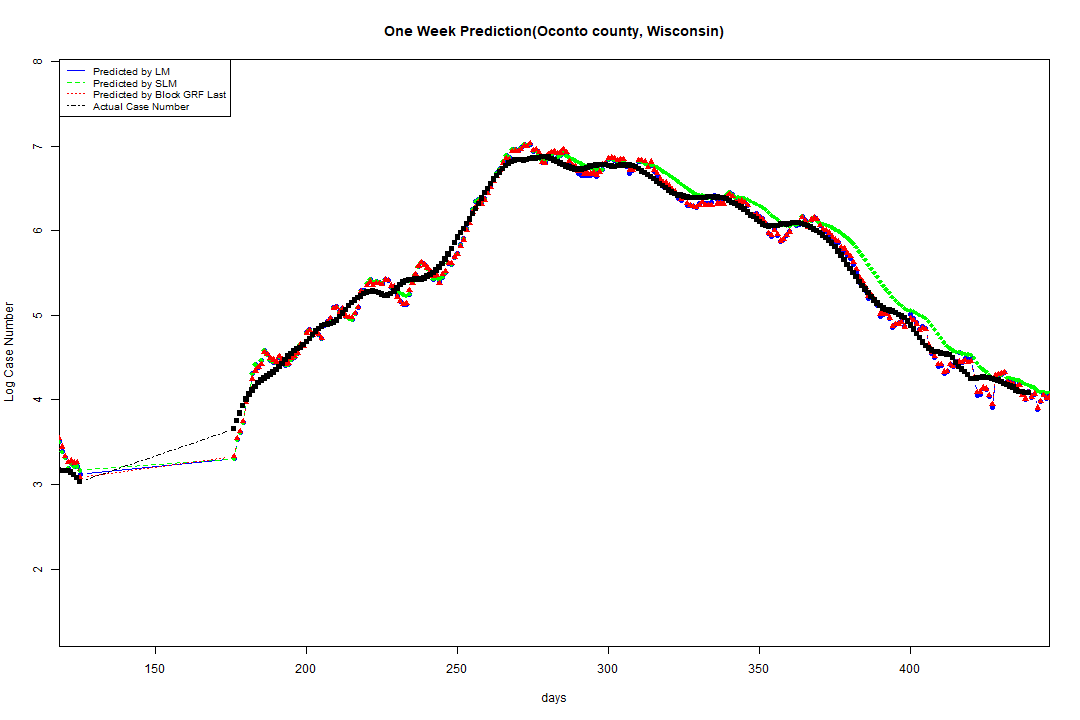 One Week Prediction(Oconto county, Wisconsin)
Predicted by LM
Predicted by SLM
Predicted by Block GRF Last
Actual Case Number
8
7
6
5
4
3
2
Log Case Number
150 200 250 300 350 400
days